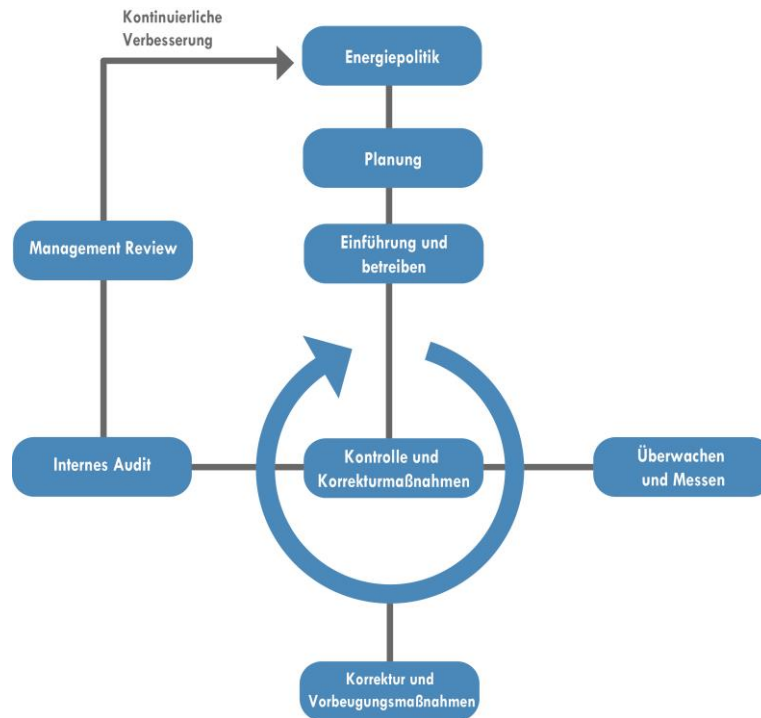 Kontinuierliche
Verbesserung
Energiepolitik
Planung
Einführung und
betreiben
Management Review
Internes Audit
Kontrolle und
Korrekturmaßnahmen
Überwachen
und Messen
Korrektur und
Vorbeugungsmaßnahmen